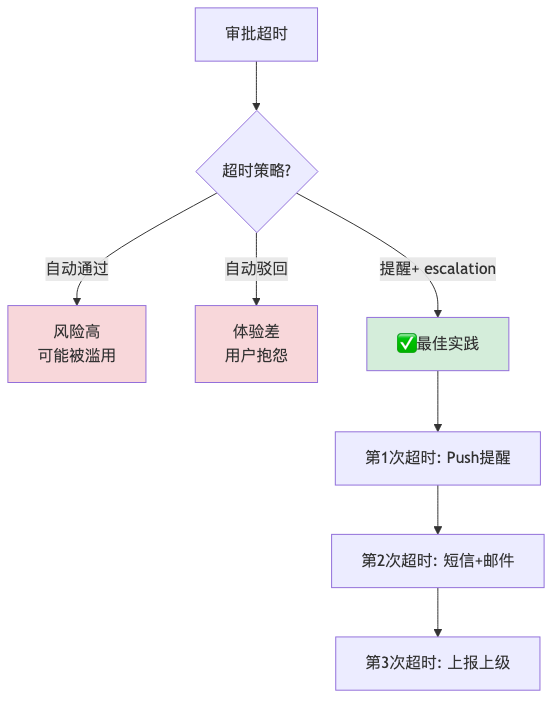 审批超时
超时策略?
自动通过
自动驳回
提醒+ escalation
风险高
可能被滥用
体验差
用户抱怨
✅最佳实践
第1次超时: Push提醒
第2次超时: 短信+邮件
第3次超时: 上报上级